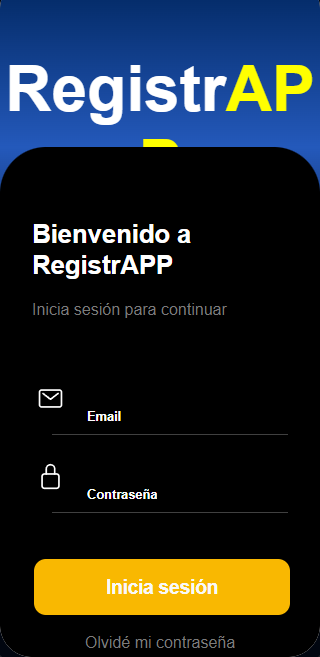 RegistrAP
P
Bienvenido a
RegistrAPP
Inicia sesión para continuar
Email
Contraseña
Inicia sesión
Olvidé mi contraseña